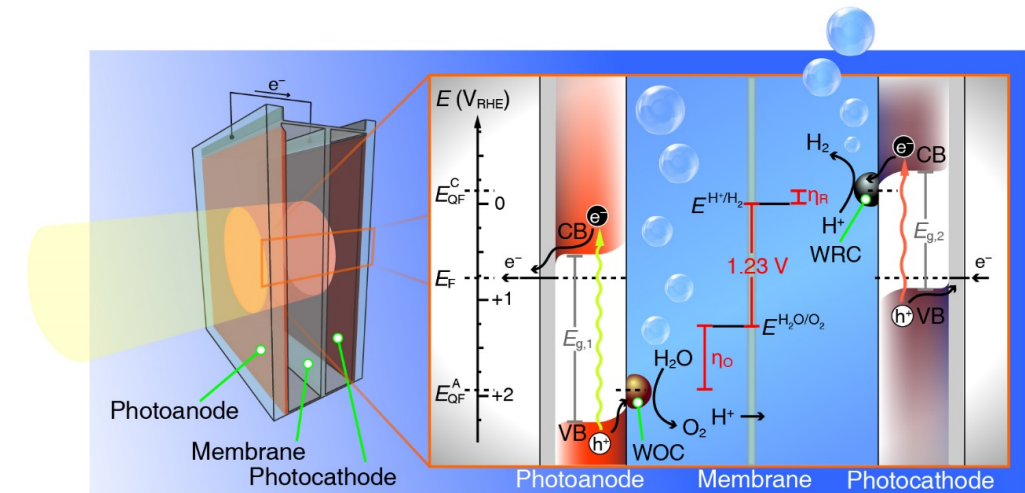 e⁻
Photoanode
Membrane
Photocathode
E (V_RHE)
E_QF^C
0
E_F
+1
E_QF^A
+2
e⁻
CB
e⁻
E_g,1
VB
h⁺
H₂O
O₂
WOC
E^H⁺/H₂
η_R
1.23 V
E^H₂O/O₂
η_O
H⁺
H₂
H⁺
WRC
e⁻
CB
E_g,2
e⁻
h⁺
VB
Photoanode
Membrane
Photocathode